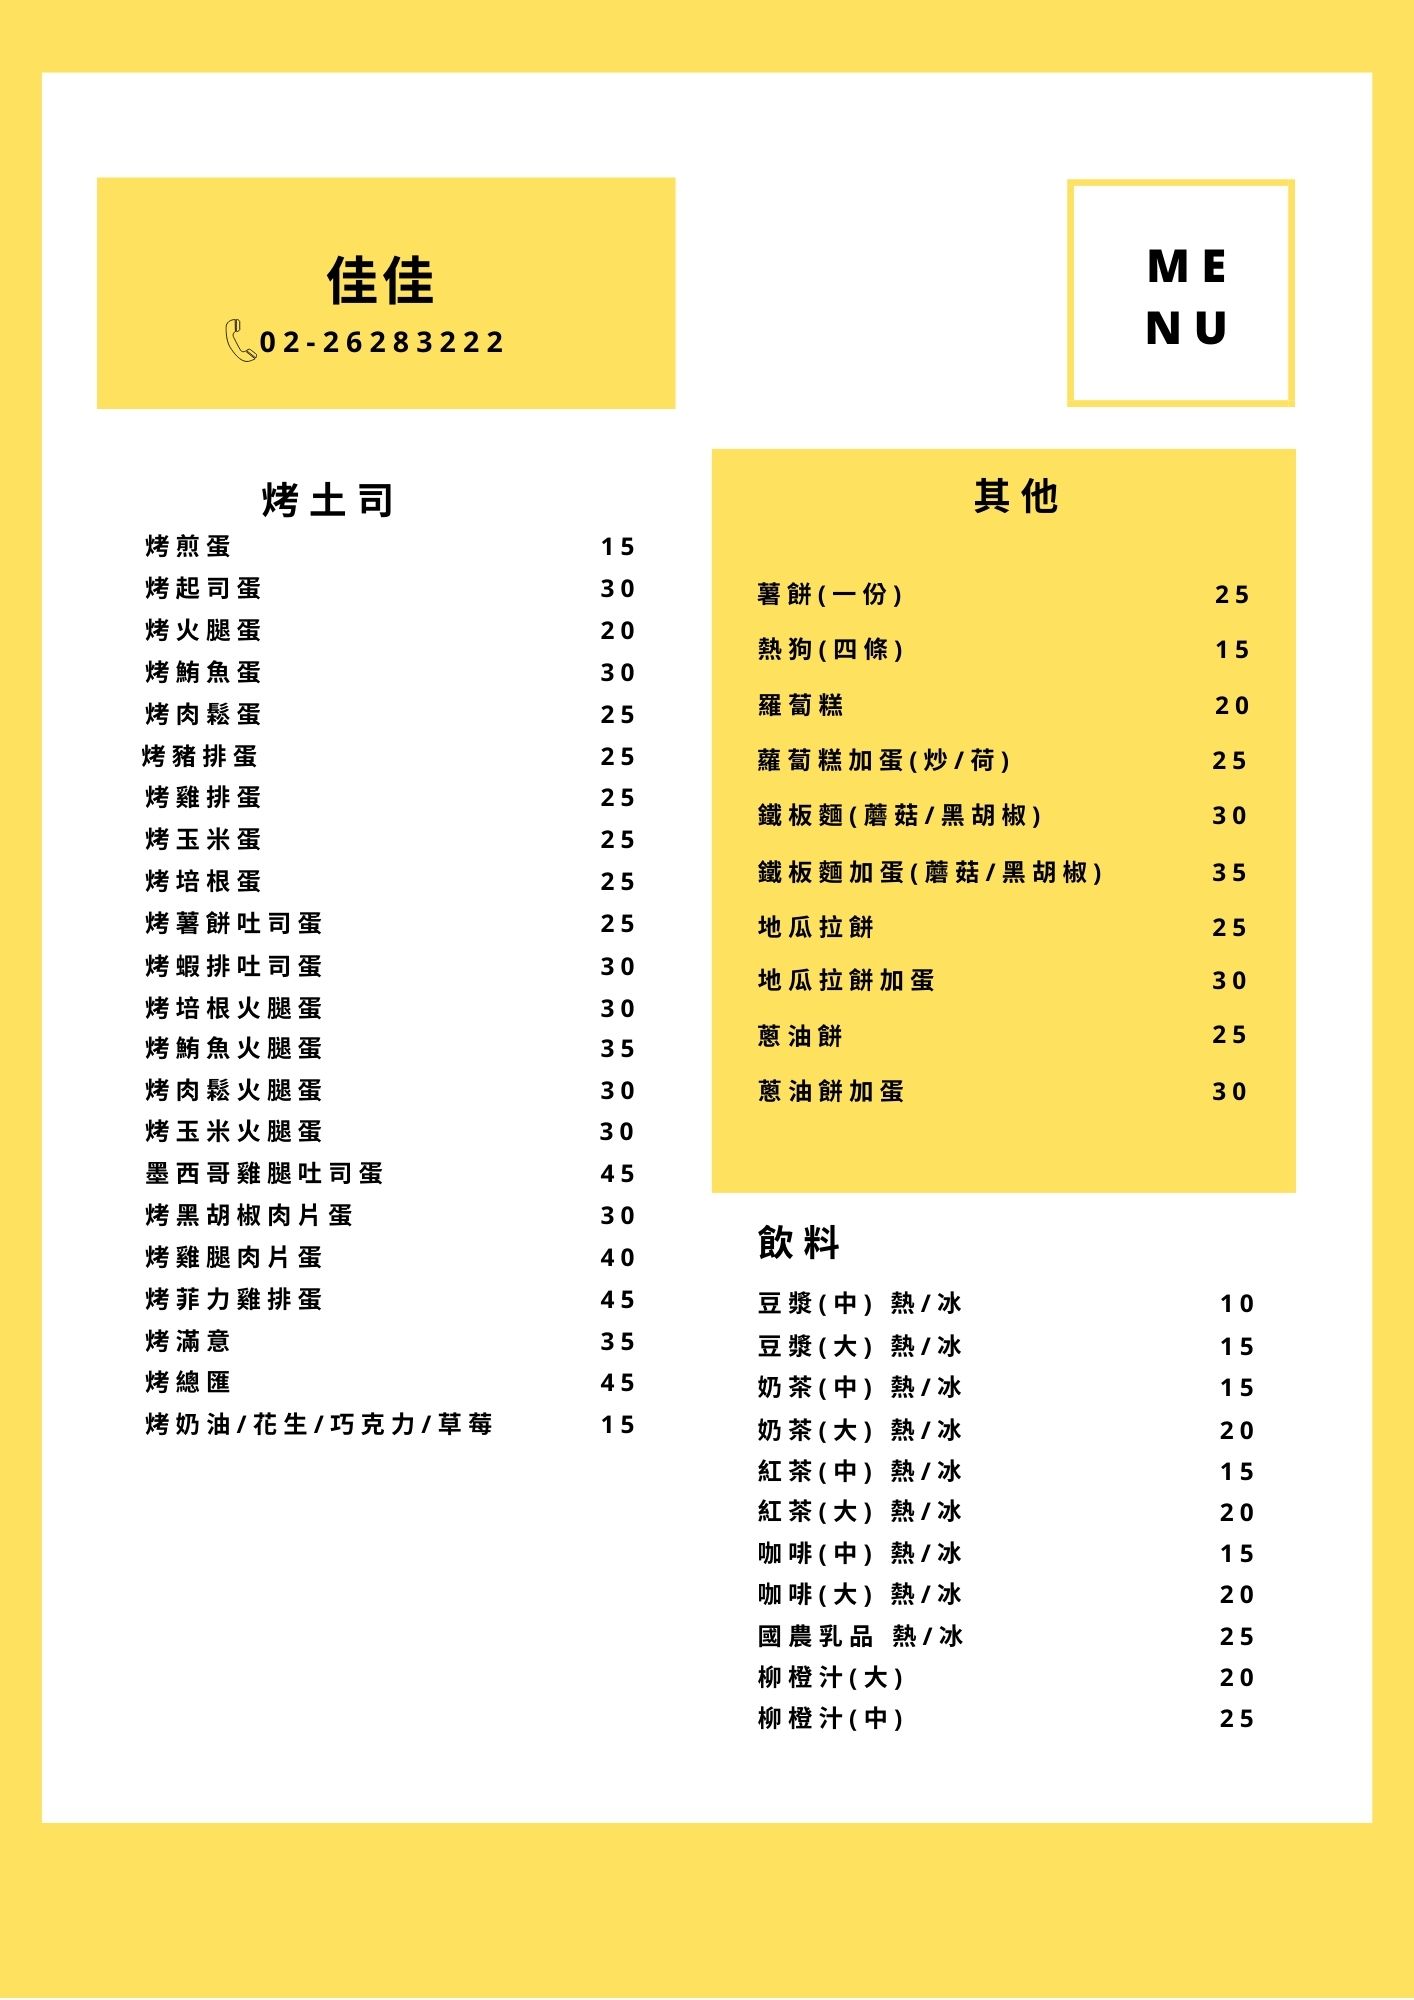 佳佳
02-26283222
ME
NU
烤土司
烤煎蛋 15
烤起司蛋 30
烤火腿蛋 20
烤鮪魚蛋 30
烤肉鬆蛋 25
烤豬排蛋 25
烤雞排蛋 25
烤玉米蛋 25
烤培根蛋 25
烤薯餅吐司蛋 25
烤蝦排吐司蛋 30
烤培根火腿蛋 30
烤鮪魚火腿蛋 35
烤肉鬆火腿蛋 30
烤玉米火腿蛋 30
墨西哥雞腿吐司蛋 45
烤黑胡椒肉片蛋 30
烤雞腿肉片蛋 40
烤菲力雞排蛋 45
烤滿意 35
烤總匯 45
烤奶油/花生/巧克力/草莓 15
其他
薯餅(一份) 25
熱狗(四條) 15
羅蔔糕 20
蘿蔔糕加蛋(炒/荷) 25
鐵板麵(蘑菇/黑胡椒) 30
鐵板麵加蛋(蘑菇/黑胡椒) 35
地瓜拉餅 25
地瓜拉餅加蛋 30
蔥油餅 25
蔥油餅加蛋 30
飲料
豆漿(中) 熱/冰 10
豆漿(大) 熱/冰 15
奶茶(中) 熱/冰 15
奶茶(大) 熱/冰 20
紅茶(中) 熱/冰 15
紅茶(大) 熱/冰 20
咖啡(中) 熱/冰 15
咖啡(大) 熱/冰 20
國農乳品 熱/冰 25
柳橙汁(大) 20
柳橙汁(中) 25